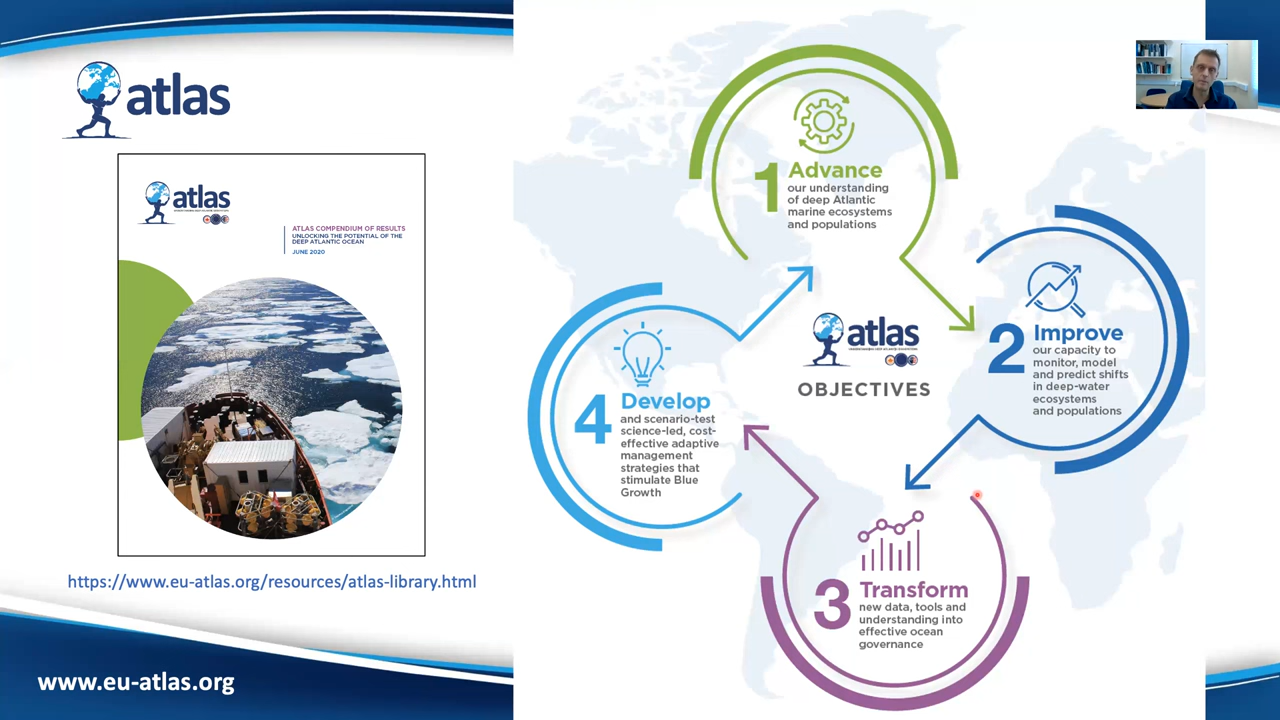 atlas
atlas
ATLAS COMPENDIUM OF RESULTS
UNLOCKING THE POTENTIAL OF THE
DEEP ATLANTIC OCEAN
JUNE 2020
https://www.eu-atlas.org/resources/atlas-library.html
www.eu-atlas.org
1
Advance
our understanding
of deep Atlantic
marine ecosystems
and populations
2
Improve
our capacity to
monitor, model
and predict shifts
in deep-water
ecosystems
and populations
atlas
OBJECTIVES
3
Transform
new data, tools and
understanding into
effective ocean
governance
4
Develop
and scenario-test
science-led, cost-
effective adaptive
management
strategies that
stimulate Blue
Growth